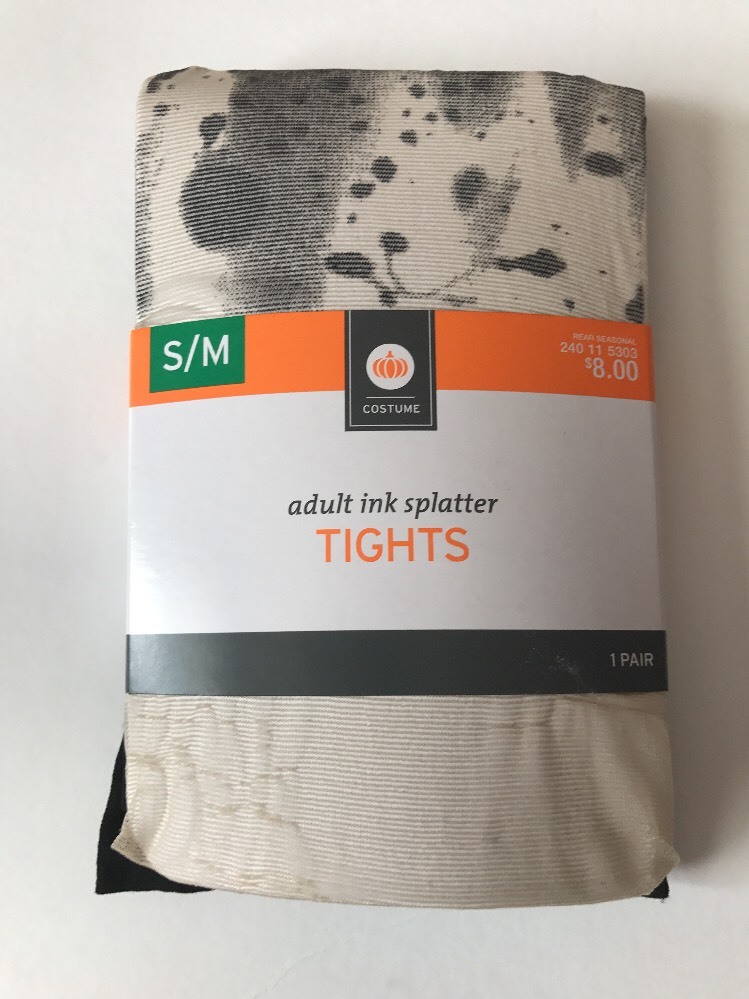 S/M
COSTUME
REAR SEASONAL
240 11 5303
$8.00
adult ink splatter
TIGHTS
1 PAIR